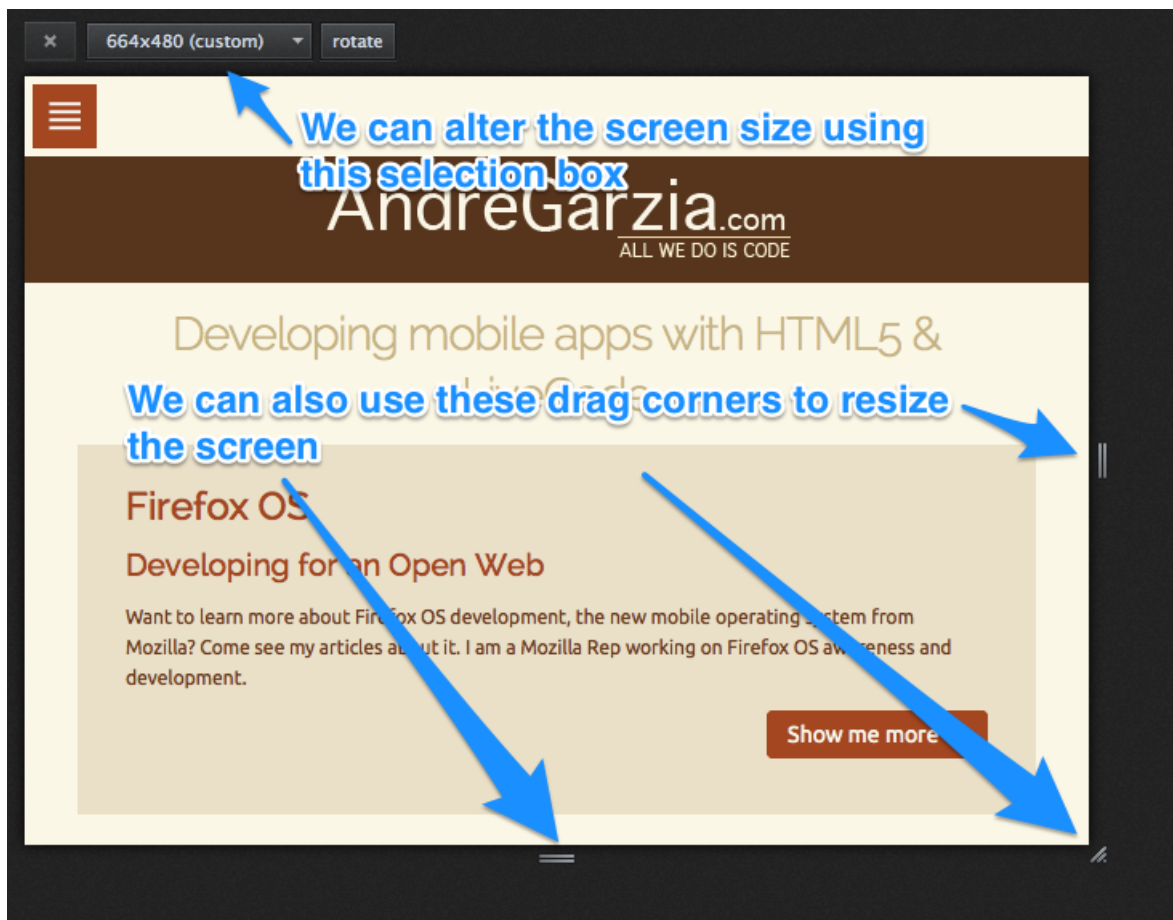 × 664x480 (custom) rotate
We can alter the screen size using
this selection box
AndreGarzia.com
ALL WE DO IS CODE
Developing mobile apps with HTML5 &
LiveCode
We can also use these drag corners to resize
the screen
Firefox OS
Developing for an Open Web
Want to learn more about Firefox OS development, the new mobile operating system from
Mozilla? Come see my articles about it. I am a Mozilla Rep working on Firefox OS awareness and
development.
Show me more